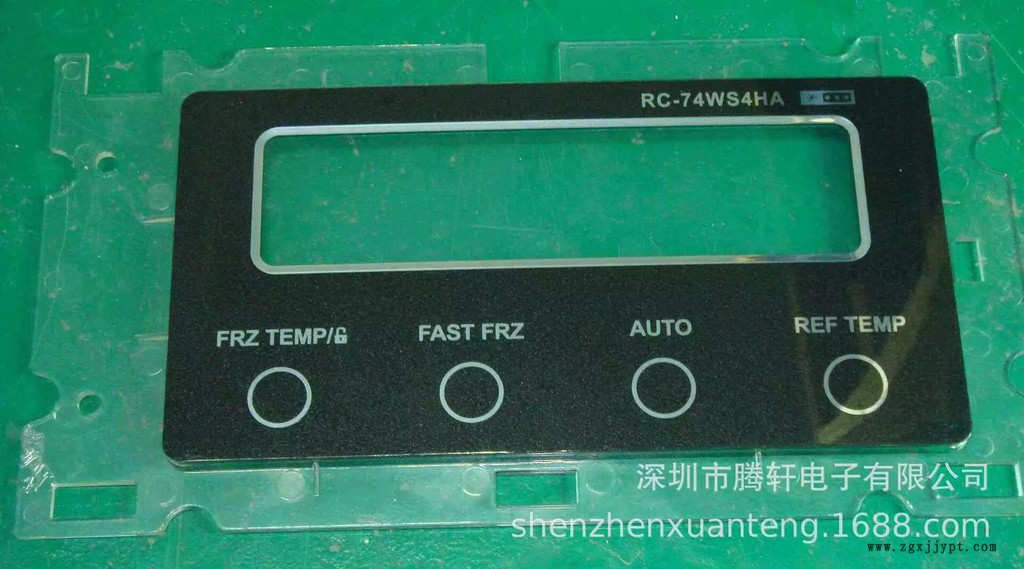 RC-74WS4HA
FRZ TEMP/ FAST FRZ AUTO REF TEMP
深圳市腾轩电子有限公司
shenzhenxuanteng.1688.com
www.zgxjjypt.com